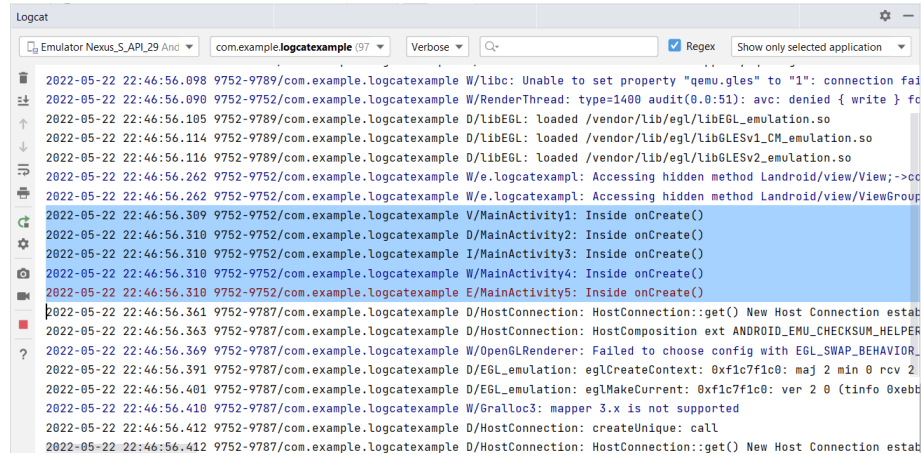 Logcat
Emulator Nexus_S_API_29 And com.example.logcatexample (97 Verbose Regex Show only selected application
2022-05-22 22:46:56.098 9752-9789/com.example.logcatexample W/libc: Unable to set property "qemu.gles" to "1": connection fai
2022-05-22 22:46:56.090 9752-9752/com.example.logcatexample W/RenderThread: type=1400 audit(0.0:51): avc: denied { write } fo
2022-05-22 22:46:56.105 9752-9789/com.example.logcatexample D/libEGL: loaded /vendor/lib/egl/libEGL_emulation.so
2022-05-22 22:46:56.114 9752-9789/com.example.logcatexample D/libEGL: loaded /vendor/lib/egl/libGLESv1_CM_emulation.so
2022-05-22 22:46:56.116 9752-9789/com.example.logcatexample D/libEGL: loaded /vendor/lib/egl/libGLESv2_emulation.so
2022-05-22 22:46:56.262 9752-9752/com.example.logcatexample W/e.logcatexampl: Accessing hidden method Landroid/view/View;->co
2022-05-22 22:46:56.262 9752-9752/com.example.logcatexample W/e.logcatexampl: Accessing hidden method Landroid/view/ViewGroup
2022-05-22 22:46:56.309 9752-9752/com.example.logcatexample V/MainActivity1: Inside onCreate()
2022-05-22 22:46:56.310 9752-9752/com.example.logcatexample D/MainActivity2: Inside onCreate()
2022-05-22 22:46:56.310 9752-9752/com.example.logcatexample I/MainActivity3: Inside onCreate()
2022-05-22 22:46:56.310 9752-9752/com.example.logcatexample W/MainActivity4: Inside onCreate()
2022-05-22 22:46:56.310 9752-9752/com.example.logcatexample E/MainActivity5: Inside onCreate()
2022-05-22 22:46:56.361 9752-9787/com.example.logcatexample D/HostConnection: HostConnection::get() New Host Connection estab
2022-05-22 22:46:56.363 9752-9787/com.example.logcatexample D/HostConnection: HostComposition ext ANDROID_EMU_CHECKSUM_HELPER
2022-05-22 22:46:56.369 9752-9787/com.example.logcatexample W/OpenGLRenderer: Failed to choose config with EGL_SWAP_BEHAVIOR_
2022-05-22 22:46:56.391 9752-9787/com.example.logcatexample D/EGL_emulation: eglCreateContext: 0xf1c7f1c0: maj 2 min 0 rcv 2
2022-05-22 22:46:56.401 9752-9787/com.example.logcatexample D/EGL_emulation: eglMakeCurrent: 0xf1c7f1c0: ver 2 0 (tinfo 0xebb
2022-05-22 22:46:56.410 9752-9787/com.example.logcatexample W/Gralloc3: mapper 3.x is not supported
2022-05-22 22:46:56.412 9752-9787/com.example.logcatexample D/HostConnection: createUnique: call
2022-05-22 22:46:56.412 9752-9787/com.example.logcatexample D/HostConnection: HostConnection::get() New Host Connection estab